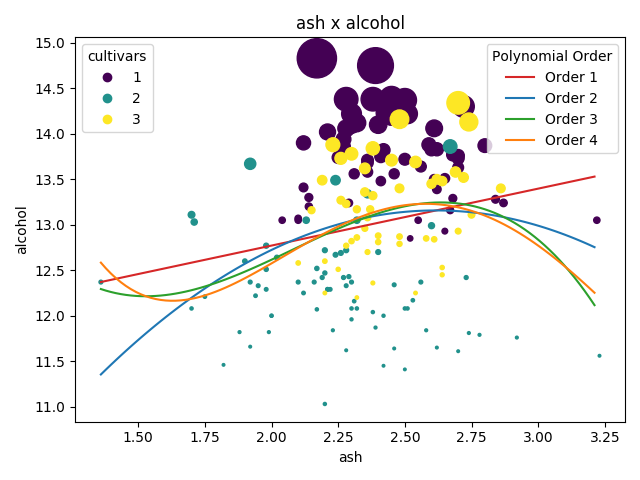 ash x alcohol
cultivars
1
2
3
Polynomial Order
Order 1
Order 2
Order 3
Order 4
alcohol
15.0
14.5
14.0
13.5
13.0
12.5
12.0
11.5
11.0
1.50 1.75 2.00 2.25 2.50 2.75 3.00 3.25
ash